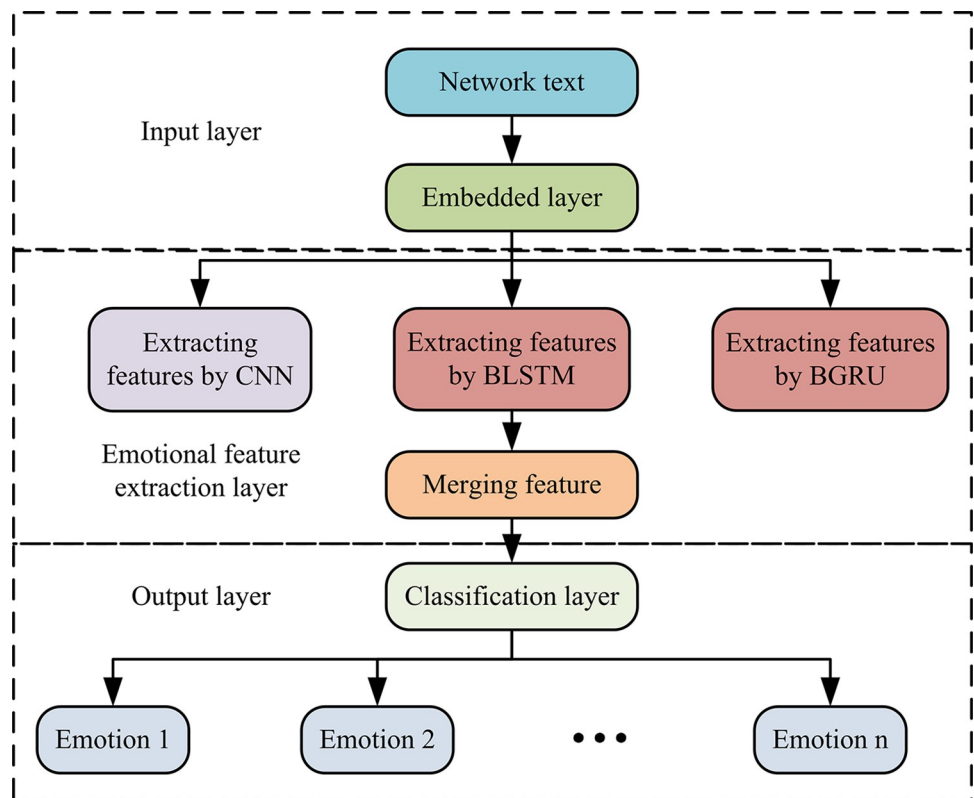 Network text
Input layer
Embedded layer
Extracting
features by CNN
Extracting features
by BLSTM
Extracting features
by BGRU
Emotional feature
extraction layer
Merging feature
Output layer
Classification layer
Emotion 1
Emotion 2
•••
Emotion n